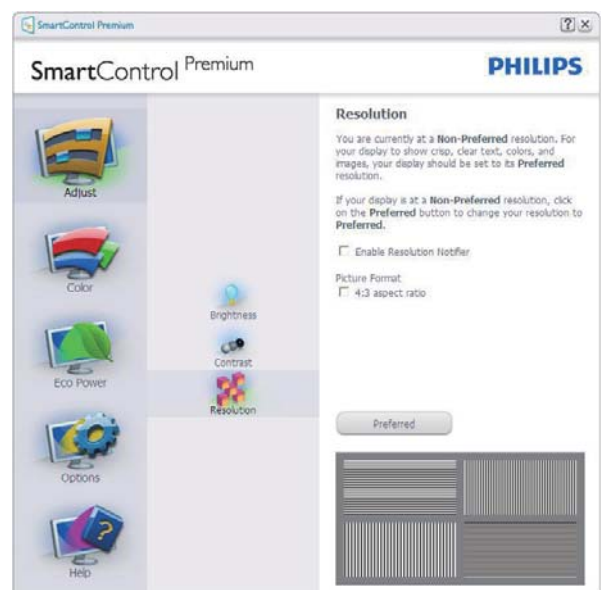 SmartControl Premium
SmartControl Premium
PHILIPS
Adjust
Color
Eco Power
Options
Help
Brightness
Contrast
Resolution
Resolution
You are currently at a Non-Preferred resolution. For
your display to show crisp, clear text, colors, and
images, your display should be set to its Preferred
resolution.
If your display is at a Non-Preferred resolution, click
on the Preferred button to change your resolution to
Preferred.
Enable Resolution Notifier
Picture Format
4:3 aspect ratio
Preferred